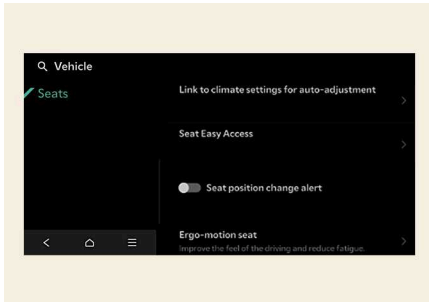 Vehicle
Seats
Link to climate settings for auto-adjustment
Seat Easy Access
Seat position change alert
Ergo-motion seat
Improve the feel of the driving and reduce fatigue.